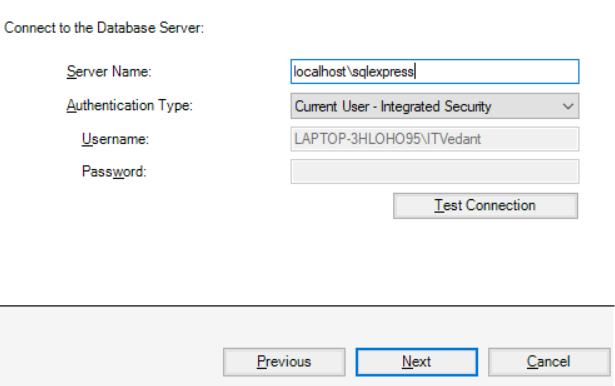 Connect to the Database Server:
Server Name: localhost\sqlexpress
Authentication Type: Current User - Integrated Security
Username: LAPTOP-3HLOHO95\ITVedant
Password:
Test Connection
Previous Next Cancel